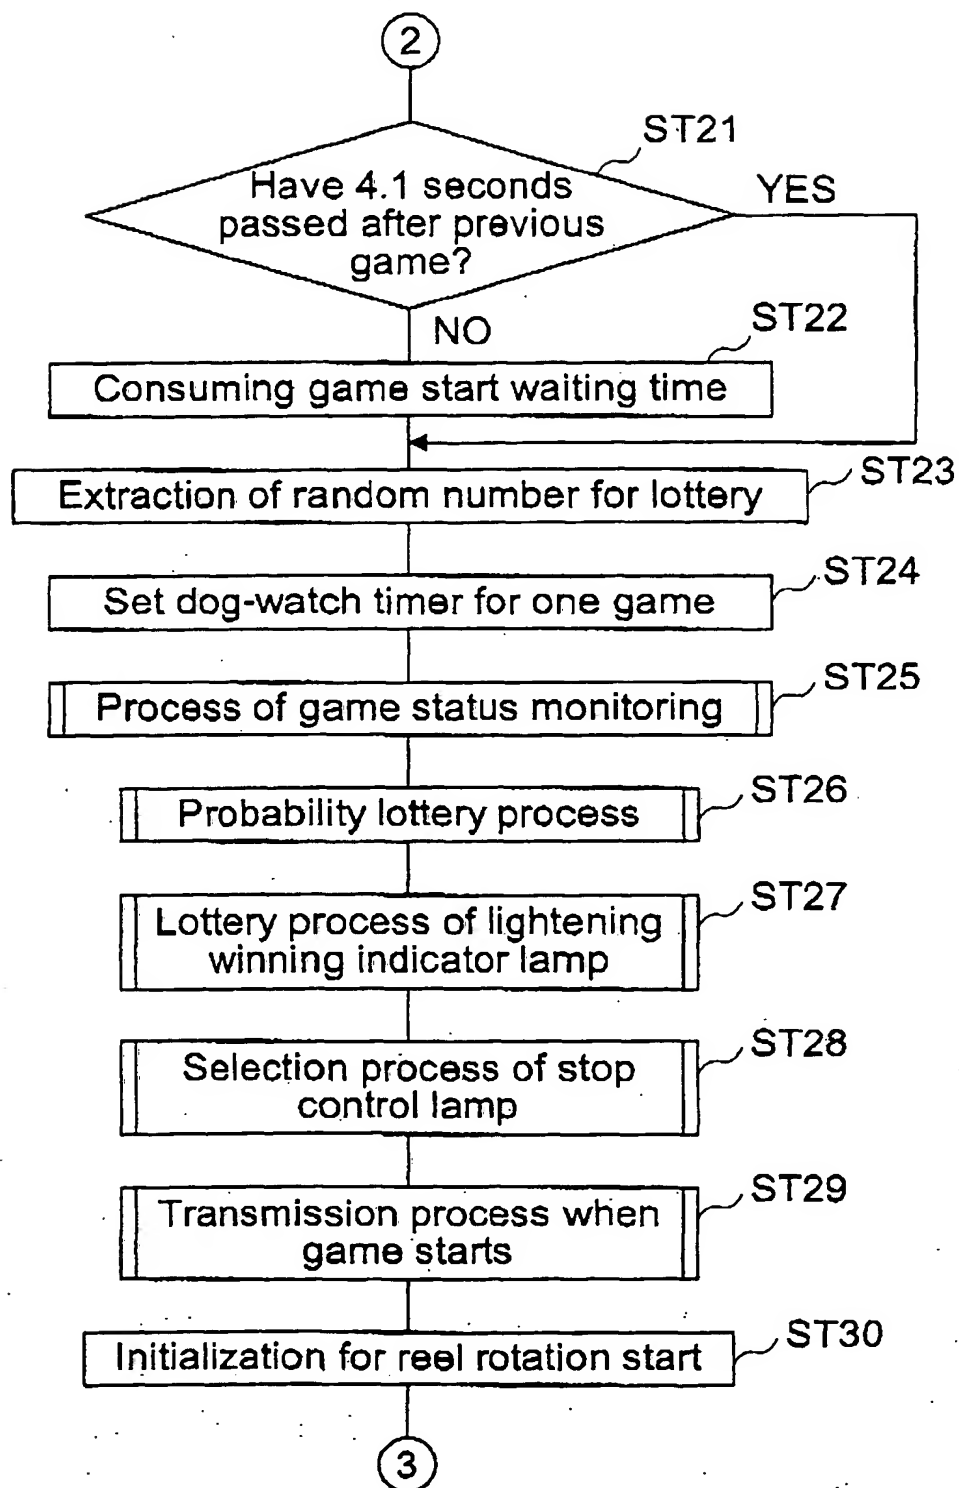 2
ST21
Have 4.1 seconds
passed after previous
game?
YES
NO
ST22
Consuming game start waiting time
ST23
Extraction of random number for lottery
ST24
Set dog-watch timer for one game
ST25
Process of game status monitoring
ST26
Probability lottery process
ST27
Lottery process of lightening
winning indicator lamp
ST28
Selection process of stop
control lamp
ST29
Transmission process when
game starts
ST30
Initialization for reel rotation start
3